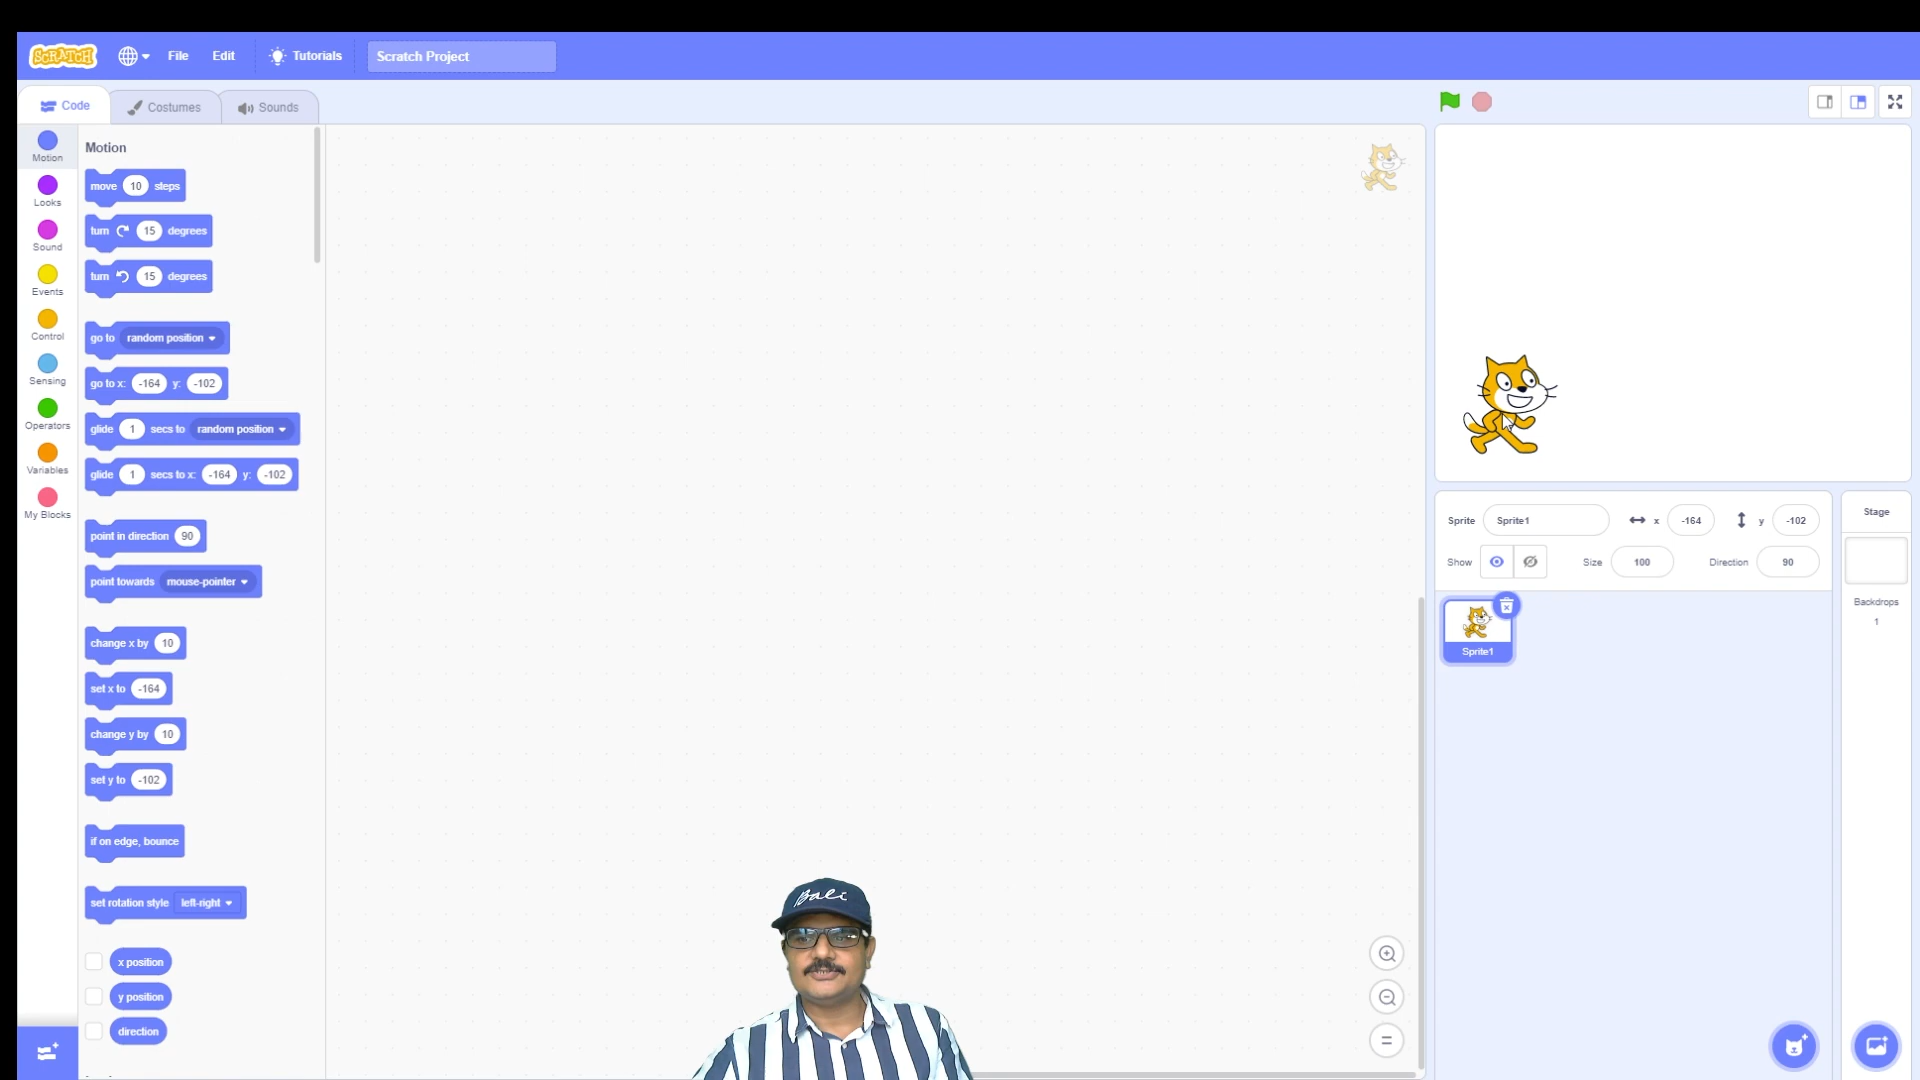 SCRATCH File Edit Tutorials Scratch Project
Code Costumes Sounds
Motion
Looks
Sound
Events
Control
Sensing
Operators
Variables
My Blocks
Motion
move 10 steps
turn 15 degrees
turn 15 degrees
go to random position
go to x: -164 y: -102
glide 1 secs to random position
glide 1 secs to x: -164 y: -102
point in direction 90
point towards mouse-pointer
change x by 10
set x to -164
change y by 10
set y to -102
if on edge, bounce
set rotation style left-right
x position
y position
direction
Bali
Sprite Sprite1 x -164 y -102
Show Size 100 Direction 90
Sprite1
Stage
Backdrops
1